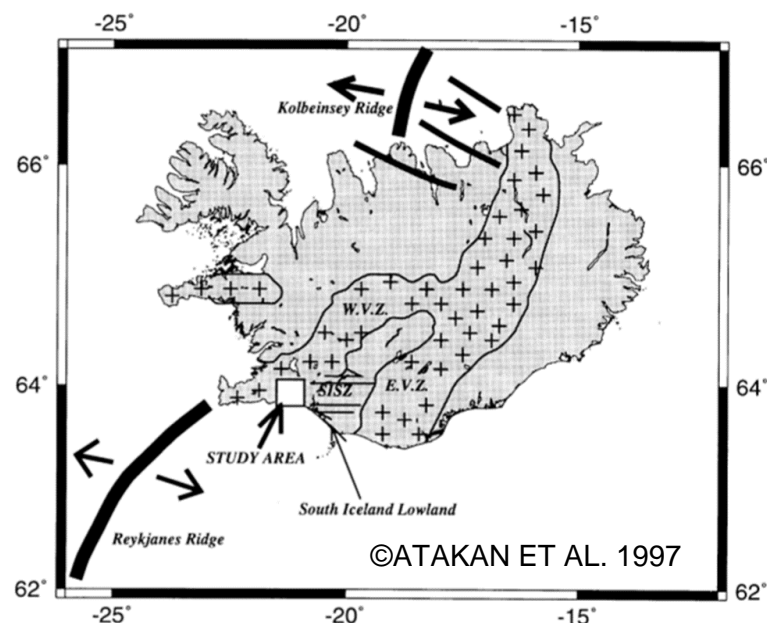 -25° -20° -15°
Kolbeinsey Ridge
66° 66°
W.V.Z.
64° 64°
SISZ E.V.Z.
STUDY AREA
South Iceland Lowland
Reykjanes Ridge
©ATAKAN ET AL. 1997
62° 62°
-25° -20° -15°